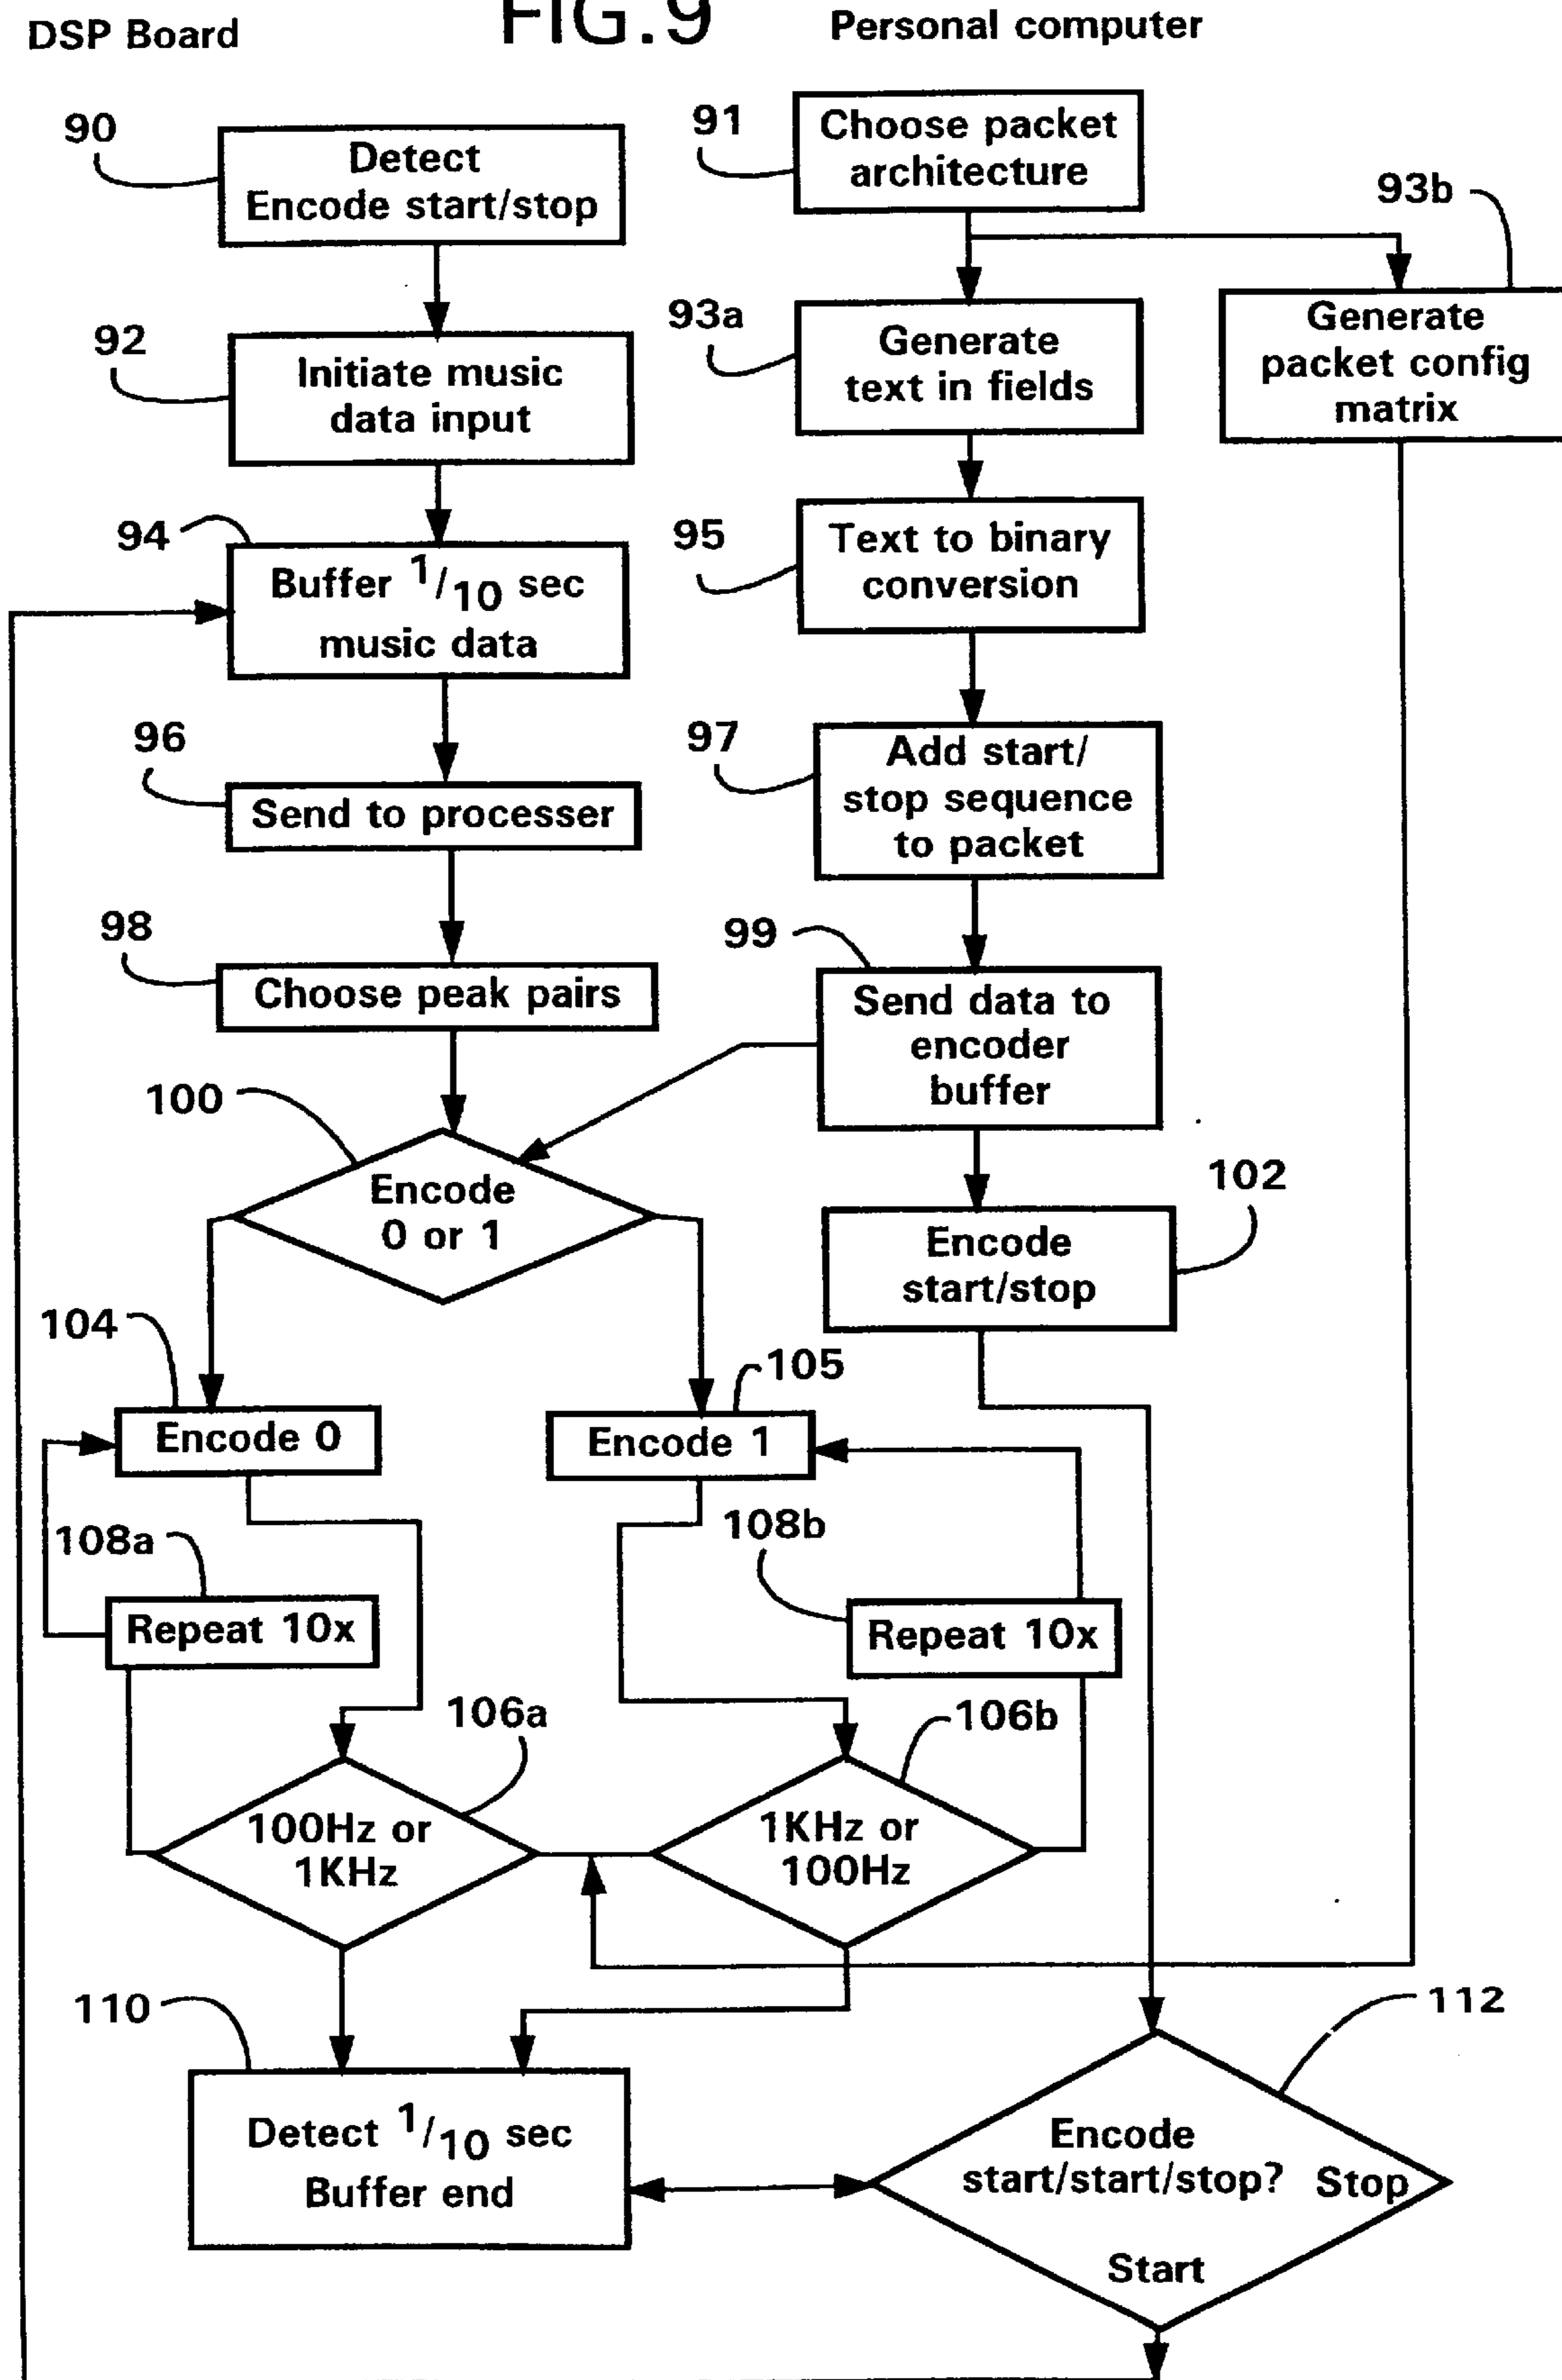 DSP Board
FIG.9
Personal computer
90
Detect
Encode start/stop
91
Choose packet
architecture
93b
Generate
packet config
matrix
92
Initiate music
data input
93a
Generate
text in fields
94
Buffer 1/10 sec
music data
95
Text to binary
conversion
96
Send to processer
97
Add start/
stop sequence
to packet
98
Choose peak pairs
99
Send data to
encoder
buffer
100
Encode
0 or 1
102
Encode
start/stop
104
Encode 0
105
Encode 1
108a
Repeat 10x
108b
Repeat 10x
106a
100Hz or
1KHz
106b
1KHz or
100Hz
110
Detect 1/10 sec
Buffer end
112
Encode
start/start/stop? Stop
Start